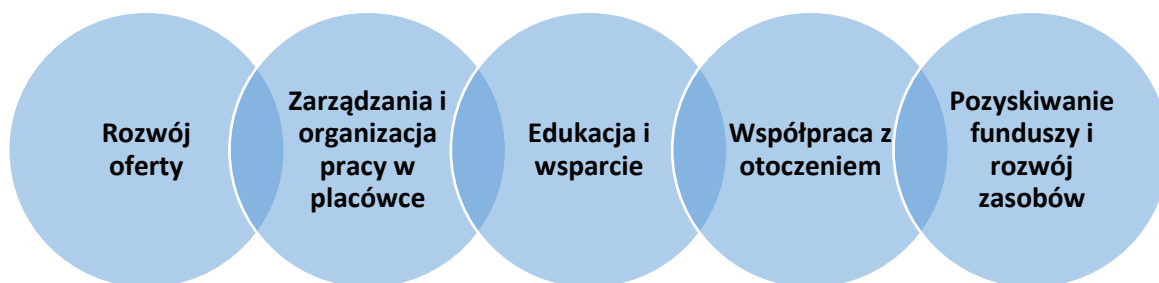 Rozwój
oferty
Zarządzania i
organizacja
pracy w
placówce
Edukacja i
wsparcie
Współpraca z
otoczeniem
Pozyskiwanie
funduszy i
rozwój
zasobów